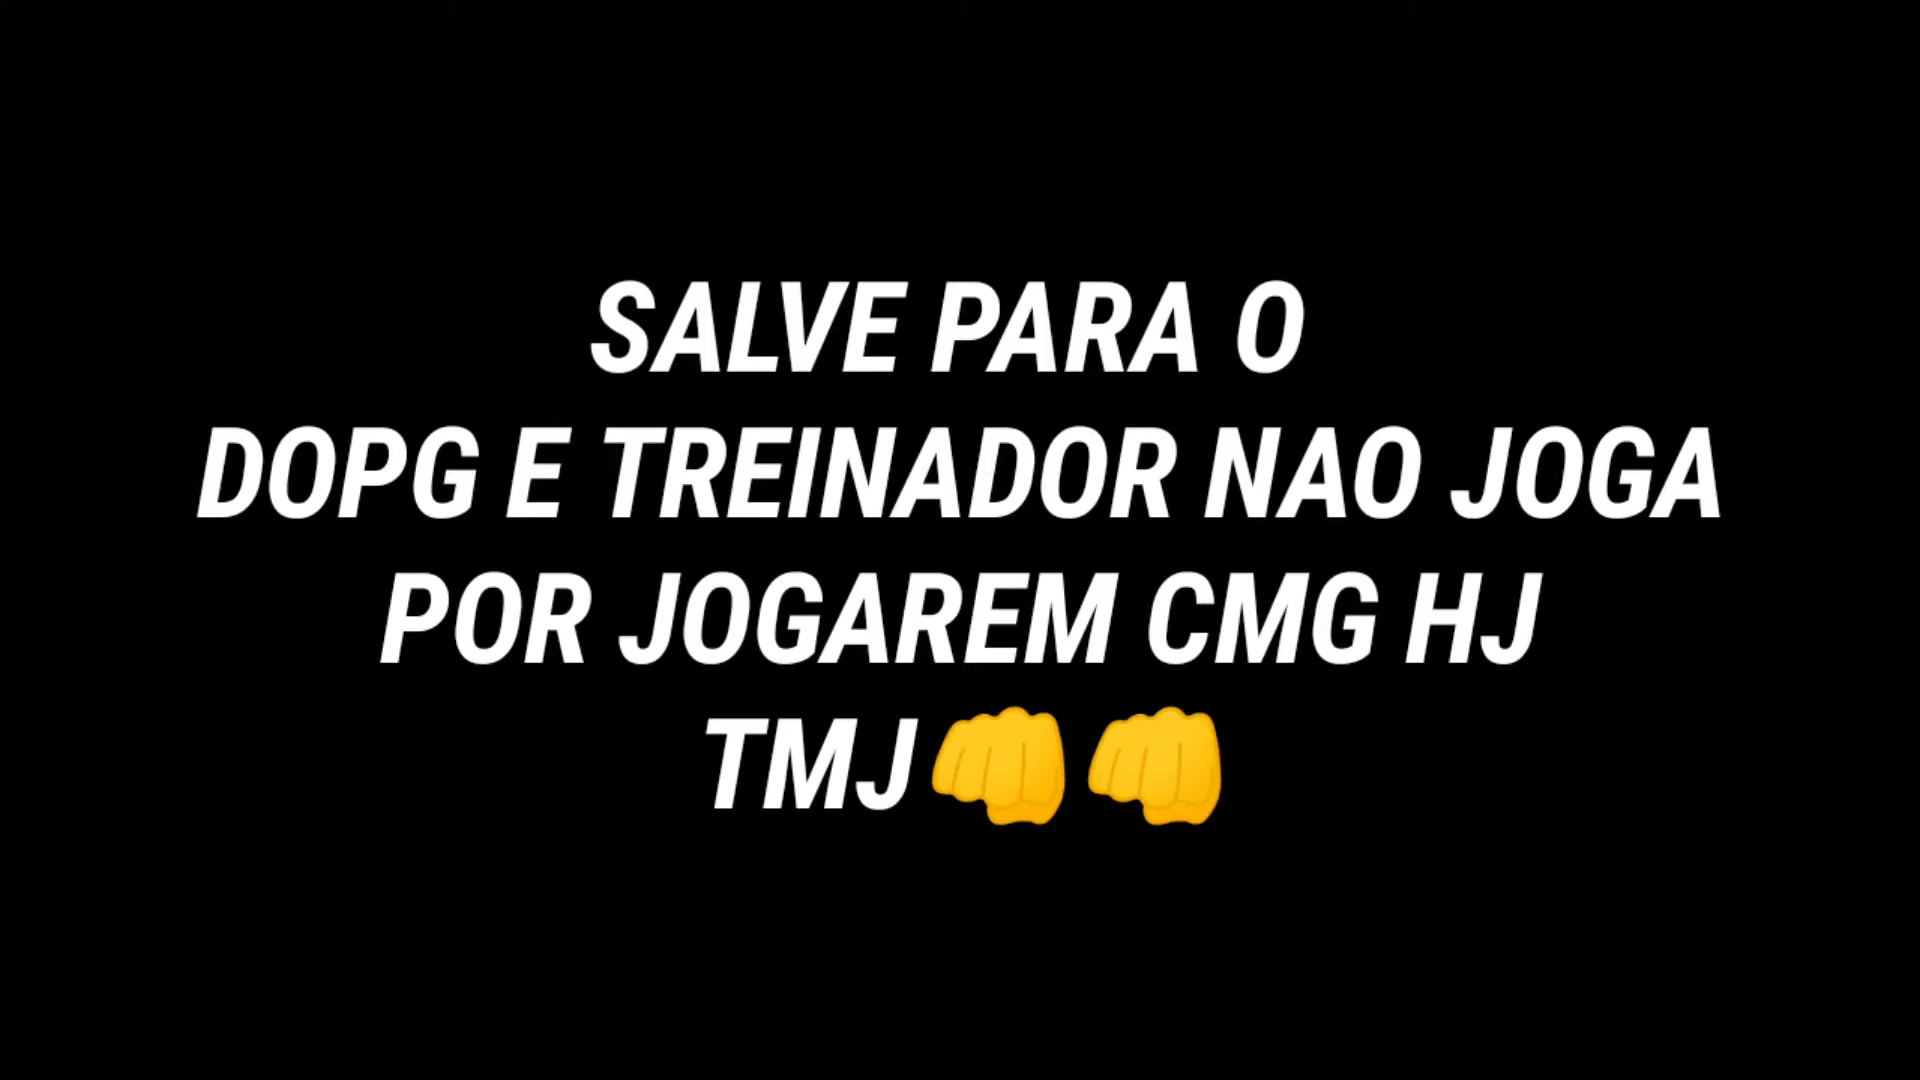 SALVE PARA O
DOPG E TREINADOR NAO JOGA
POR JOGAREM CMG HJ
TMJ👊👊